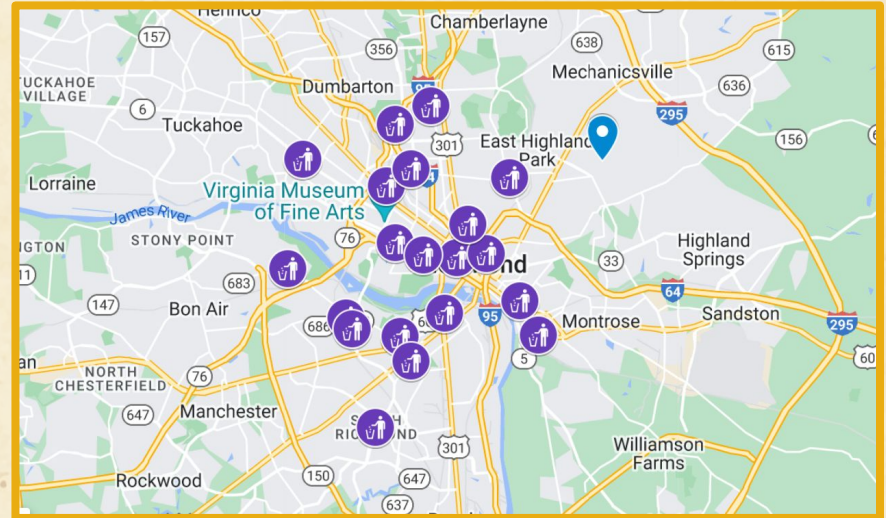 Chamberlayne
157
356
638
615
Mechanicsville
TUCKAHOE
VILLAGE
Dumbarton
636
6
295
Tuckahoe
301
156
East Highland
Park
Lorraine
Virginia Museum
of Fine Arts
James River
STONY POINT
76
Highland
Springs
33
683
64
147
Bon Air
686
95
Montrose
Sandston
295
5
60
NORTH
CHESTERFIELD
76
647
Manchester
301
Williamson
Farms
Rockwood
150
647
637